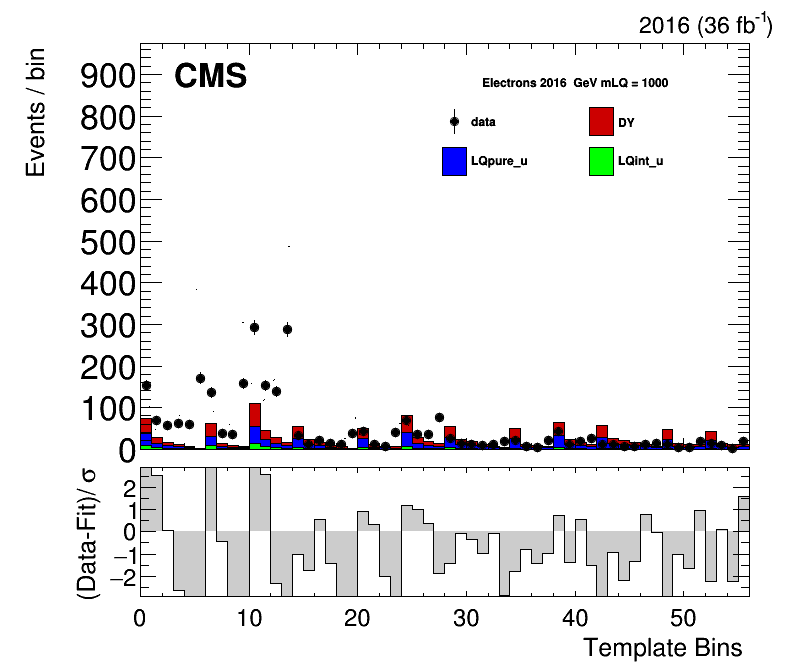 2016 (36 fb-1)
CMS
Electrons 2016 GeV mLQ = 1000
data
DY
LQpure_u
LQint_u
Events / bin
900
800
700
600
500
400
300
200
100
0
(Data-Fit)/ σ
2
1
0
−1
−2
0 10 20 30 40 50
Template Bins